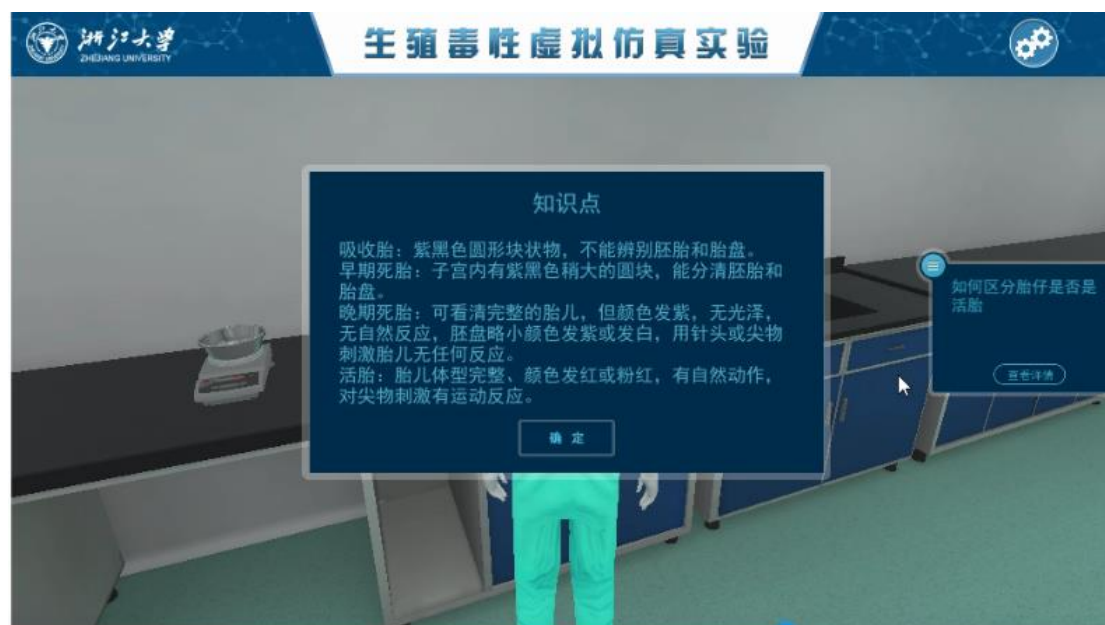 浙江大学
ZHEJIANG UNIVERSITY
生殖毒性虚拟仿真实验
知识点
吸收胎：紫黑色圆形块状物，不能辨别胚胎和胎盘。
早期死胎：子宫内有紫黑色稍大的圆块，能分清胚胎和
胎盘。
晚期死胎：可看清完整的胎儿，但颜色发紫，无光泽，
无自然反应，胚盘略小颜色发紫或发白，用针头或尖物
刺激胎儿无任何反应。
活胎：胎儿体型完整、颜色发红或粉红，有自然动作，
对尖物刺激有运动反应。
确定
如何区分胎仔是否是
活胎
查看详情